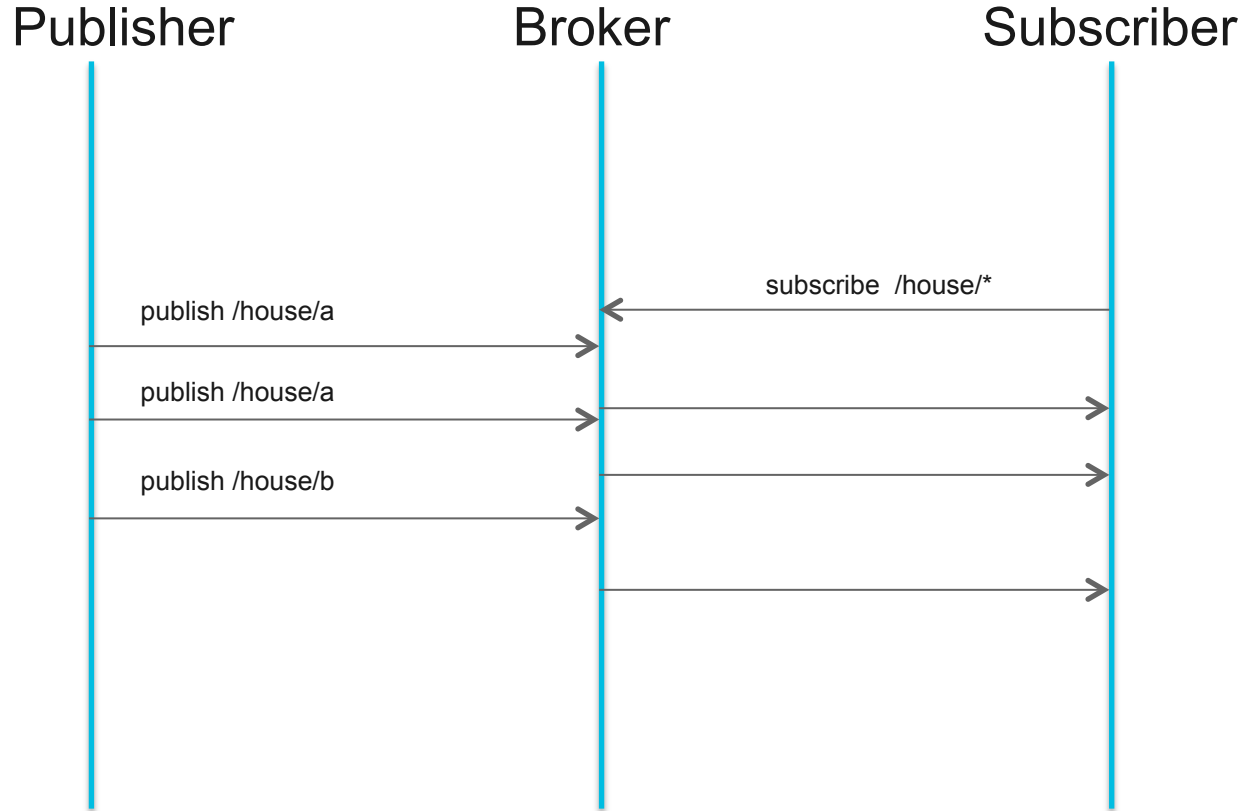 Publisher
Broker
Subscriber
subscribe  /house/*
publish /house/a
publish /house/a
publish /house/b